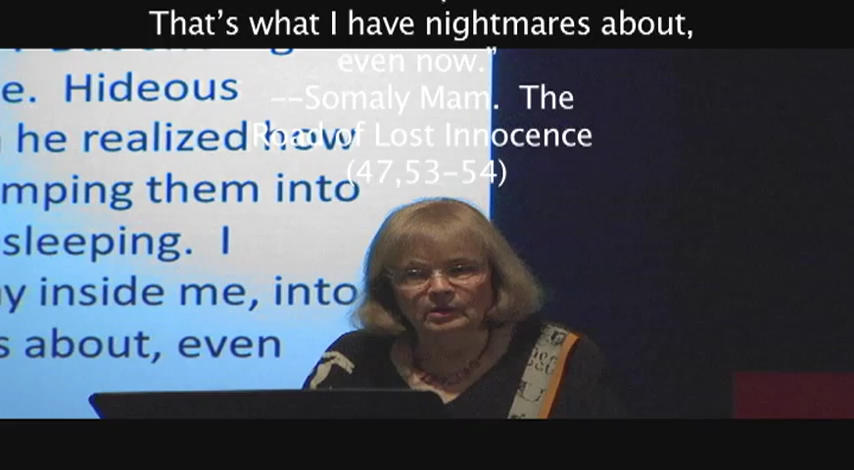 That's what I have nightmares about,
even now."
--Somaly Mam. The
Road of Lost Innocence
(47,53-54)
e. Hideous
he realized how
mping them into
sleeping. I
y inside me, into
s about, even